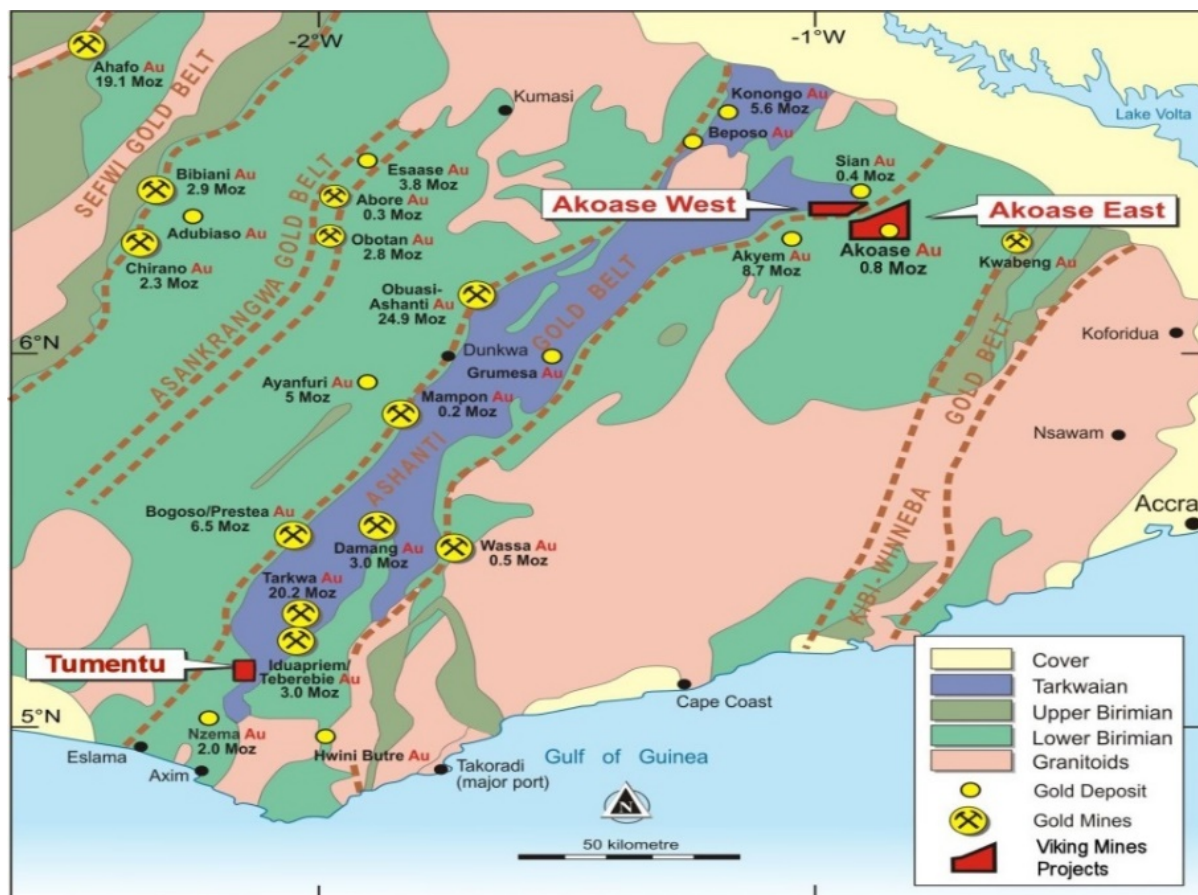 -2°W
-1°W
Ahafo Au
19.1 Moz
SEFWI GOLD BELT
Kumasi
Konongo Au
5.6 Moz
Beposo Au
Lake Volta
Bibiani Au
2.9 Moz
Adubiaso Au
Chirano Au
2.3 Moz
Esaase Au
3.8 Moz
Abore Au
0.3 Moz
Obotan Au
2.8 Moz
ASANKRANGWA GOLD BELT
Sian Au
0.4 Moz
Akoase West
Akoase East
Akyem Au
8.7 Moz
Akoase Au
0.8 Moz
Kwabeng Au
Obuasi-
Ashanti Au
24.9 Moz
6°N
Dunkwa
Grumesa Au
Koforidua
Ayanfuri Au
5 Moz
Mampon Au
0.2 Moz
ASHANTI
GOLD BELT
Nsawam
Accra
KIBI-WINNEBA
GOLD BELT
Bogoso/Prestea Au
6.5 Moz
Damang Au
3.0 Moz
Wassa Au
0.5 Moz
Tarkwa Au
20.2 Moz
Tumentu
Iduapriem/
Teberebie Au
3.0 Moz
5°N
Nzema Au
2.0 Moz
Hwini Butre Au
Eslama
Axim
Takoradi
(major port)
Cape Coast
Gulf of Guinea
N
50 kilometre
Cover
Tarkwaian
Upper Birimian
Lower Birimian
Granitoids
Gold Deposit
Gold Mines
Viking Mines
Projects